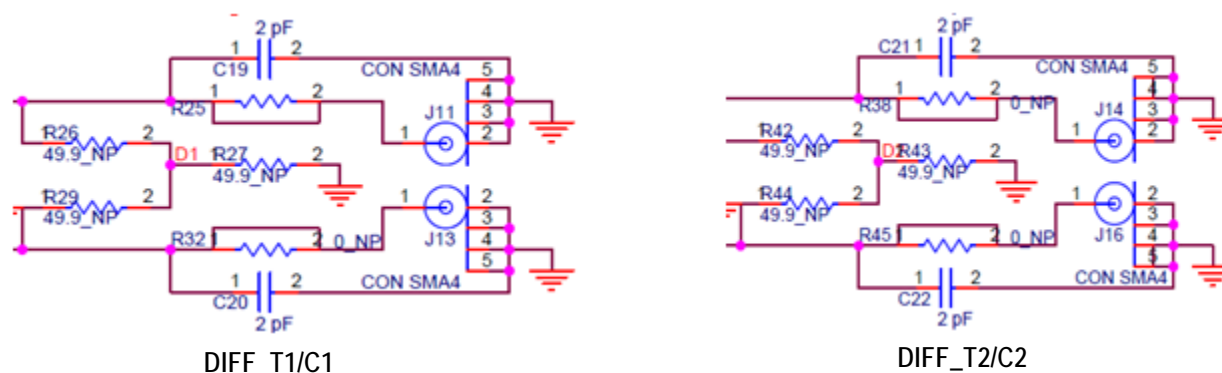 2 pF
1 2
C19
CON SMA4
5
4
3
2
R25
1 2
J11
1
R26
1 2
49.9_NP
D1
R27
2
49.9_NP
R29
1 2
49.9_NP
1
J13
2
3
4
5
R32
1 2
0_NP
CON SMA4
1 2
C20
2 pF
DIFF_T1/C1
2 pF
C21
1 2
CON SMA4
5
4
3
2
R38
1 2
0_NP
J14
1
R42
1 2
49.9_NP
R43
2
49.9_NP
R44
1 2
49.9_NP
1
J16
2
3
4
5
R45
1 2
0_NP
CON SMA4
1 2
C22
2 pF
DIFF_T2/C2